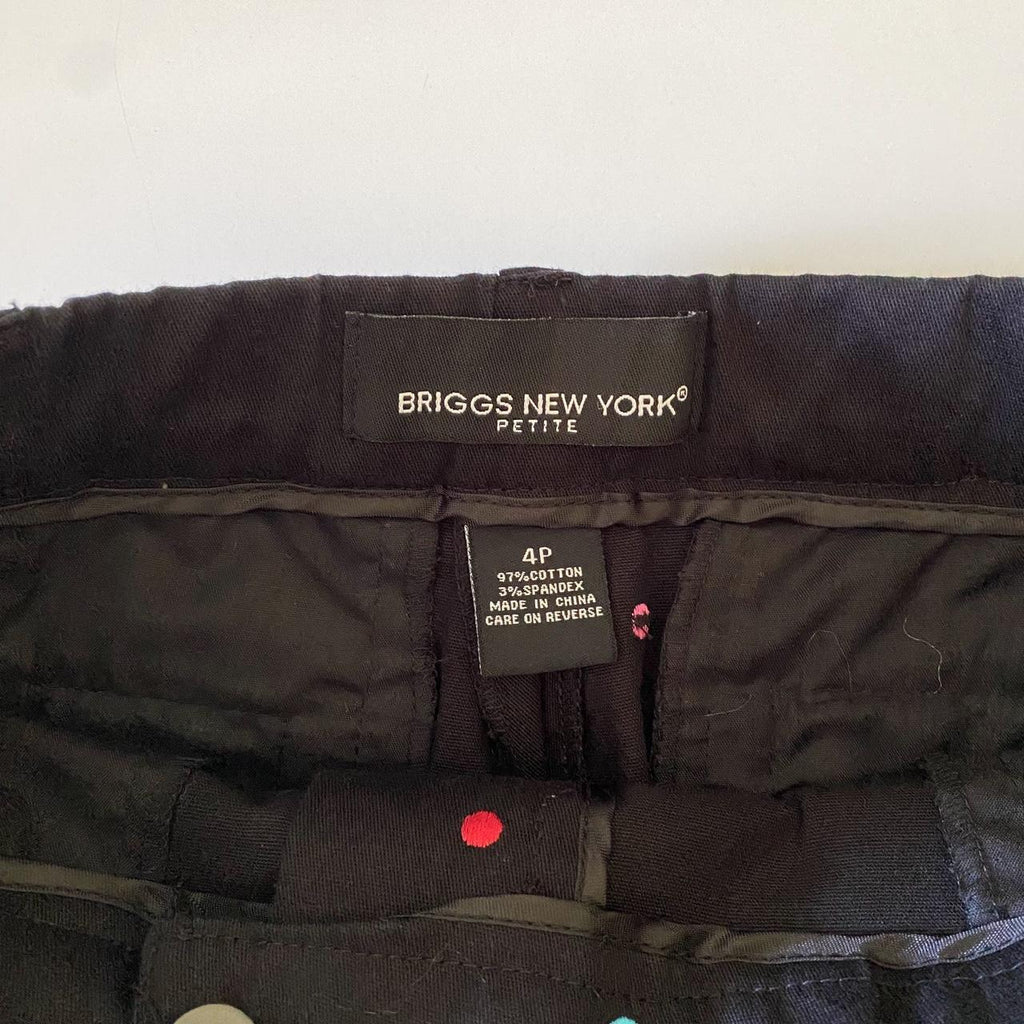 BRIGGS NEW YORK®
PETITE
4P
97%COTTON
3%SPANDEX
MADE IN CHINA
CARE ON REVERSE